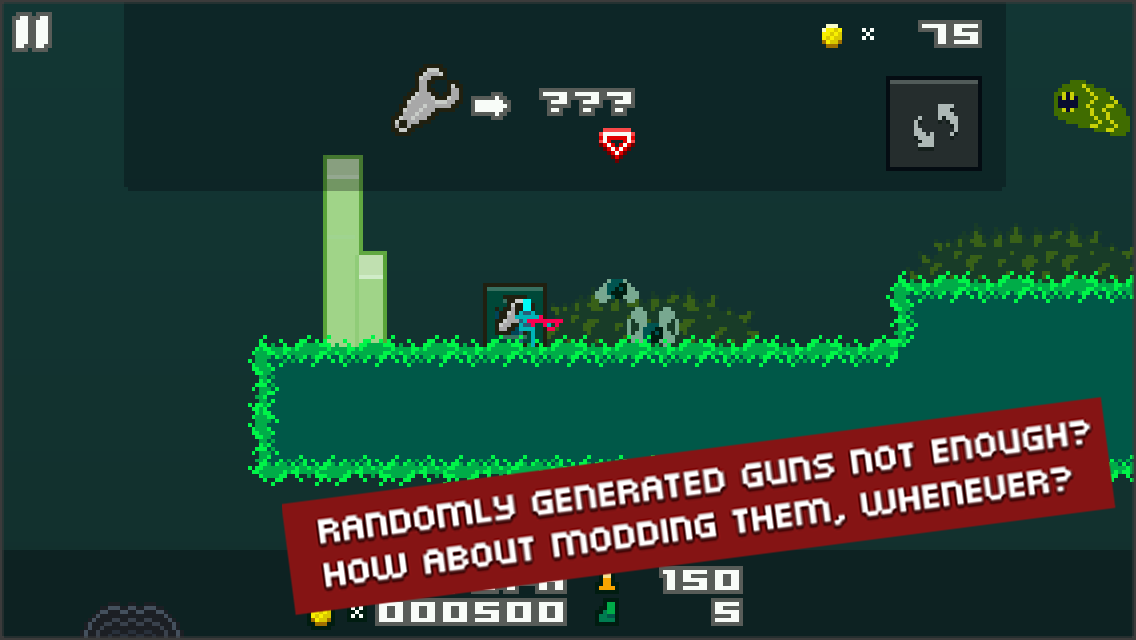 x 75
???
RANDOMLY GENERATED GUNS NOT ENOUGH?
HOW ABOUT MODDING THEM, WHENEVER?
150
x 000500 5